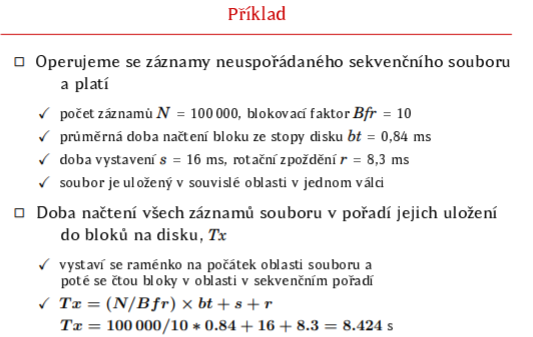 Příklad
Operujeme se záznamy neuspořádaného sekvenčního souboru
a platí
✓ počet záznamů N = 100 000, blokovací faktor Bfr = 10
✓ průměrná doba načtení bloku ze stopy disku bt = 0,84 ms
✓ doba vystavení s = 16 ms, rotační zpoždění r = 8,3 ms
✓ soubor je uložený v souvislé oblasti v jednom válci
Doba načtení všech záznamů souboru v pořadí jejich uložení
do bloků na disku, Tx
✓ vystaví se raménko na počátek oblasti souboru a
poté se čtou bloky v oblasti v sekvenčním pořadí
✓ Tx = (N/Bfr) × bt + s + r
Tx = 100 000/10 ∗ 0.84 + 16 + 8.3 = 8.424 s